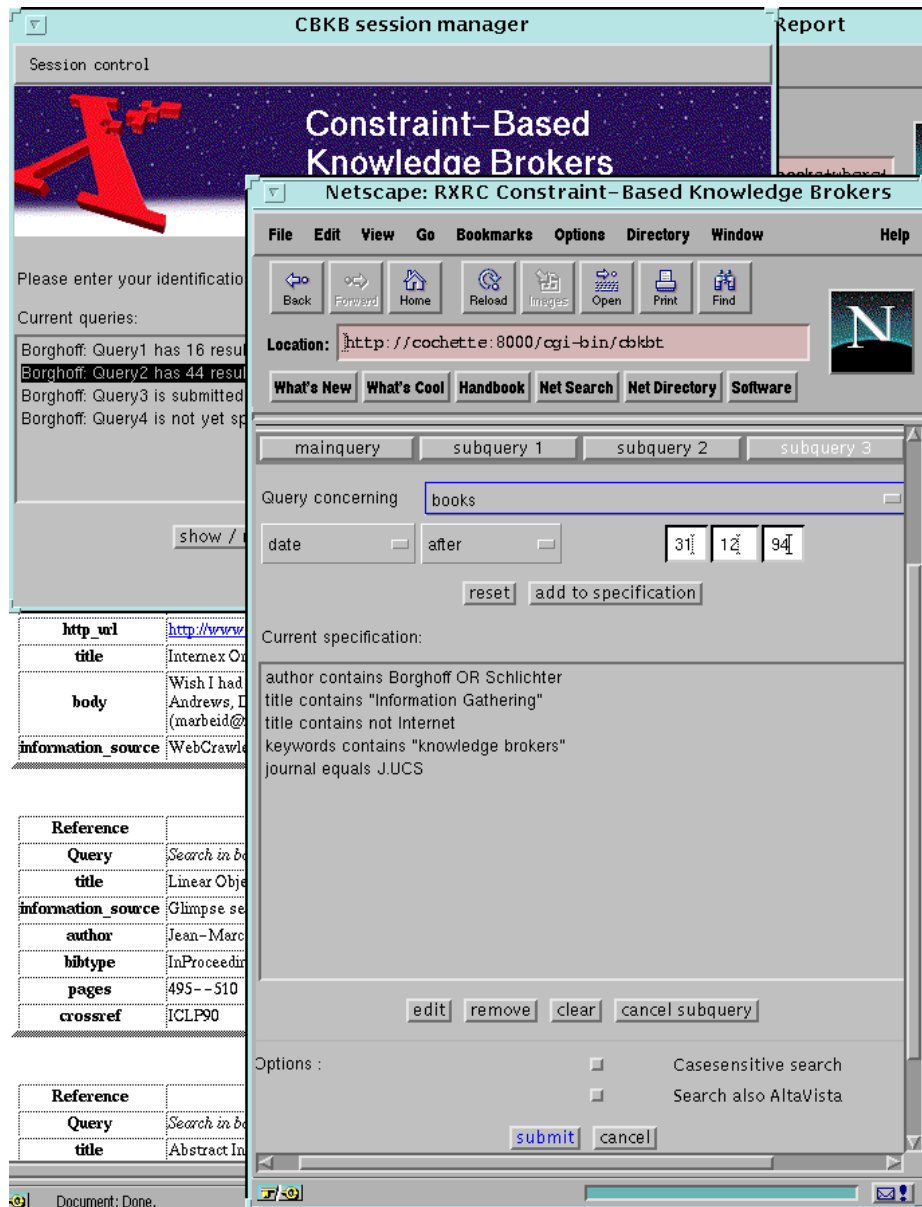 CBKB session manager
Report
Session control
Constraint-Based
Knowledge Brokers
Please enter your identificatio
Current queries:
Borghoff: Query1 has 16 resul
Borghoff: Query2 has 44 resul
Borghoff: Query3 is submitted
Borghoff: Query4 is not yet sp
show /
http_url http://www
title Internex Or
body Wish I had
Andrews, D
(marbeid@
information_source WebCrawle
Reference
Query Search in bo
title Linear Obje
information_source Glimpse se
author Jean-Marc
bibtype InProceedin
pages 495--510
crossref ICLP90
Reference
Query Search in bo
title Abstract In
Document: Done.
Netscape: RXRC Constraint-Based Knowledge Brokers
File Edit View Go Bookmarks Options Directory Window Help
Back Forward Home Reload Images Open Print Find
N
Location: http://cochette:8000/cgi-bin/cbkbt
What's New What's Cool Handbook Net Search Net Directory Software
mainquery subquery 1 subquery 2 subquery 3
Query concerning books
date after 31 12 94
reset add to specification
Current specification:
author contains Borghoff OR Schlichter
title contains "Information Gathering"
title contains not Internet
keywords contains "knowledge brokers"
journal equals J.UCS
edit remove clear cancel subquery
Options :
Casesensitive search
Search also AltaVista
submit cancel